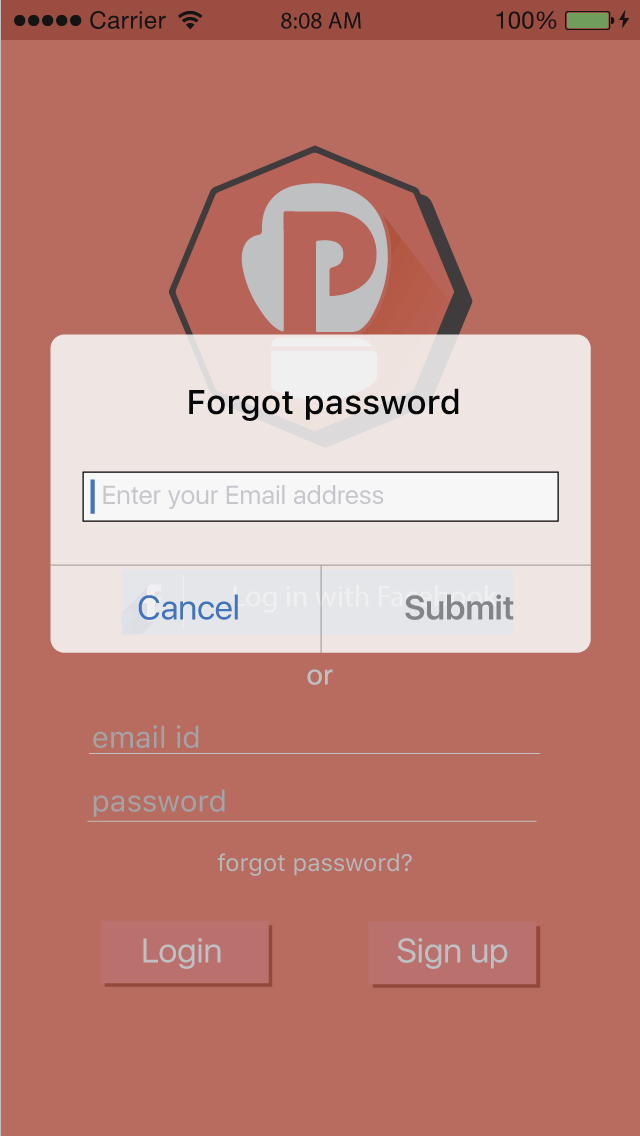 Carrier 8:08 AM 100%
P
Forgot password
Enter your Email address
f Log in with Facebook
Cancel Submit
or
email id
password
forgot password?
Login Sign up